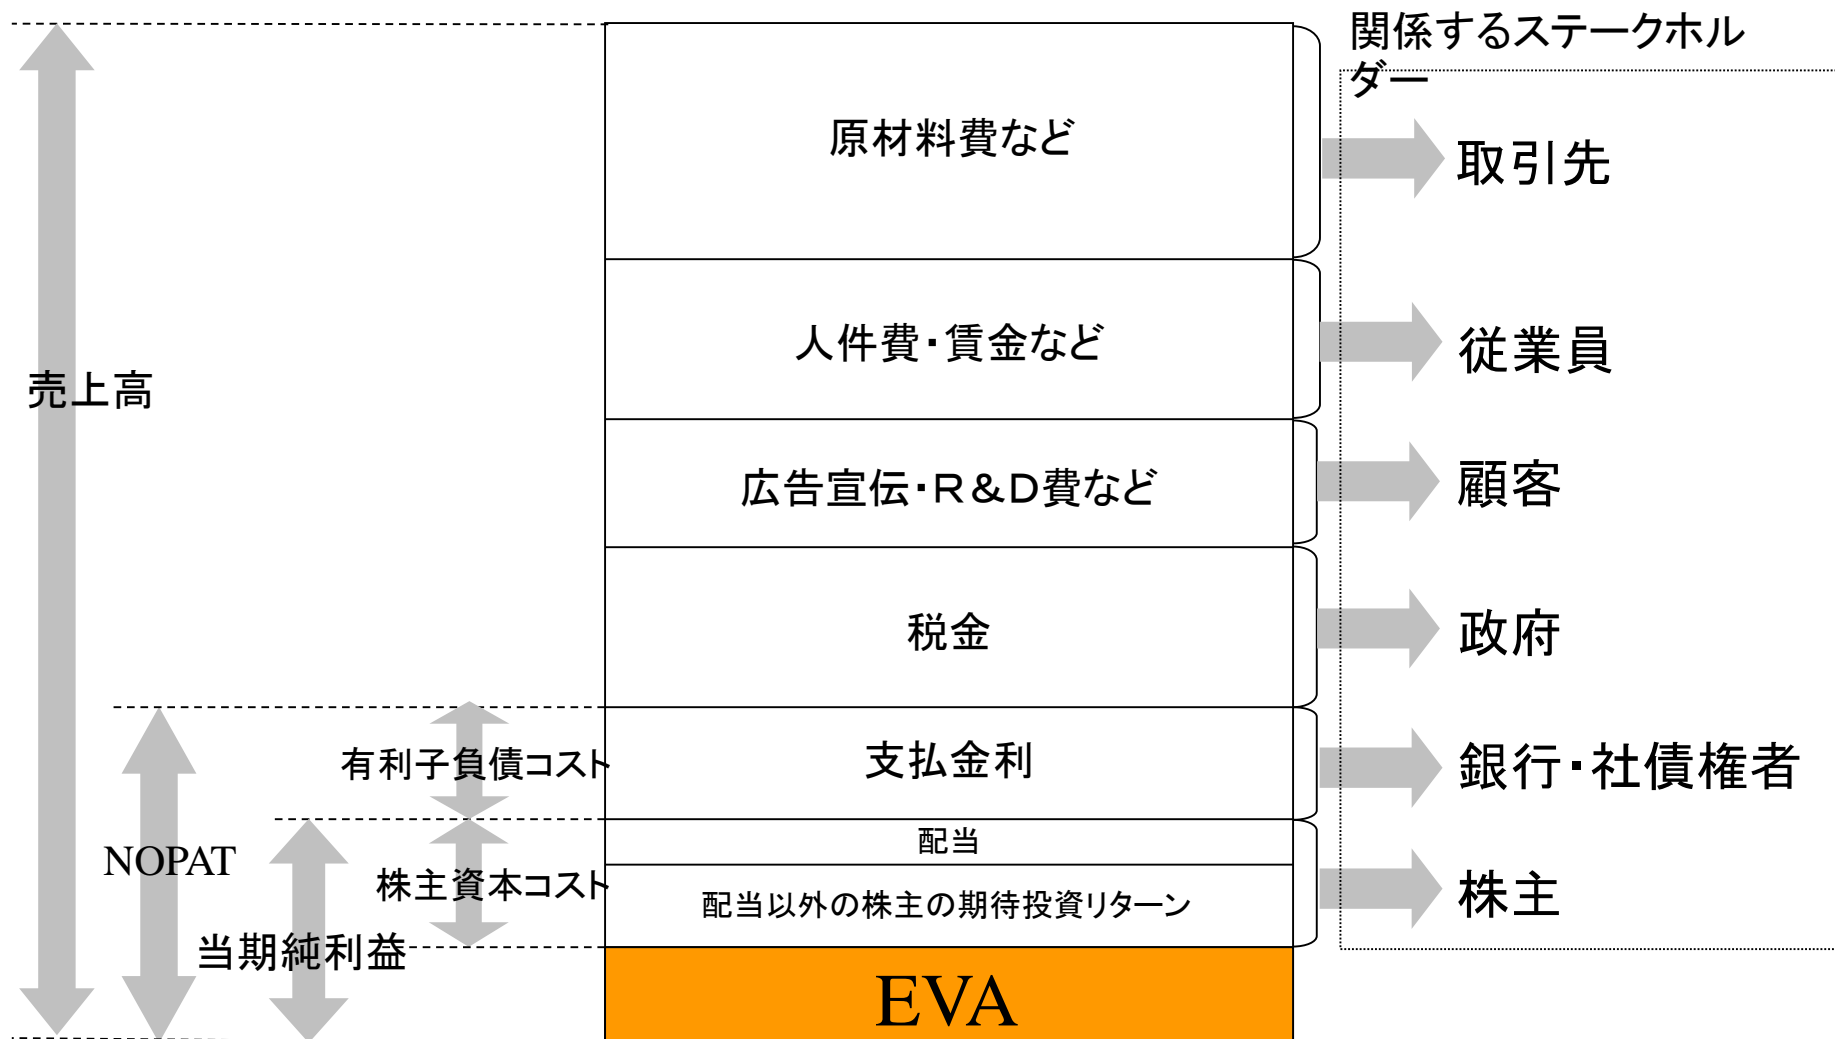 関係するステークホル
ダー
原材料費など
取引先
人件費・賃金など
従業員
売上高
広告宣伝・R&D費など
顧客
税金
政府
有利子負債コスト
支払金利
銀行・社債権者
配当
NOPAT
株主資本コスト
配当以外の株主の期待投資リターン
株主
当期純利益
EVA